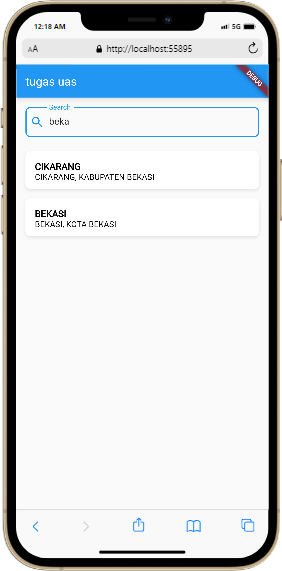 12:18 AM
5G
AA
http://localhost:55895
tugas uas
DEBUG
Search
beka
CIKARANG
CIKARANG, KABUPATEN BEKASI
BEKASI
BEKASI, KOTA BEKASI